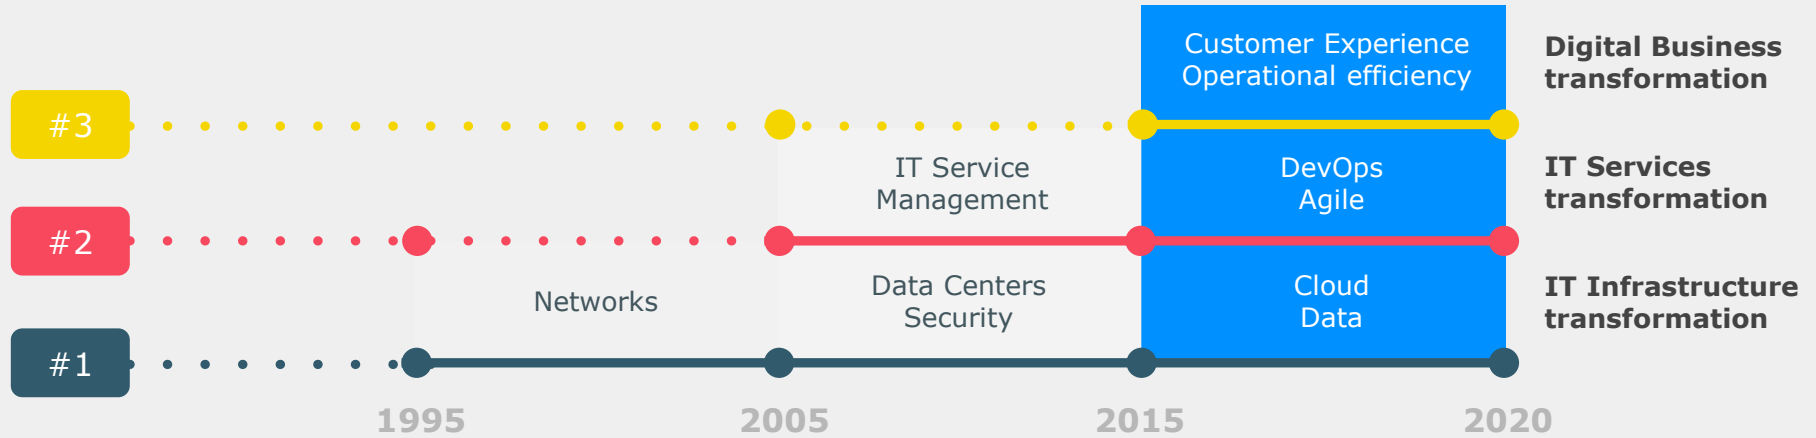 Customer Experience
Operational efficiency
Digital Business
transformation
#3
IT Service
Management
DevOps
Agile
IT Services
transformation
#2
Networks
Data Centers
Security
Cloud
Data
IT Infrastructure
transformation
#1
1995
2005
2015
2020